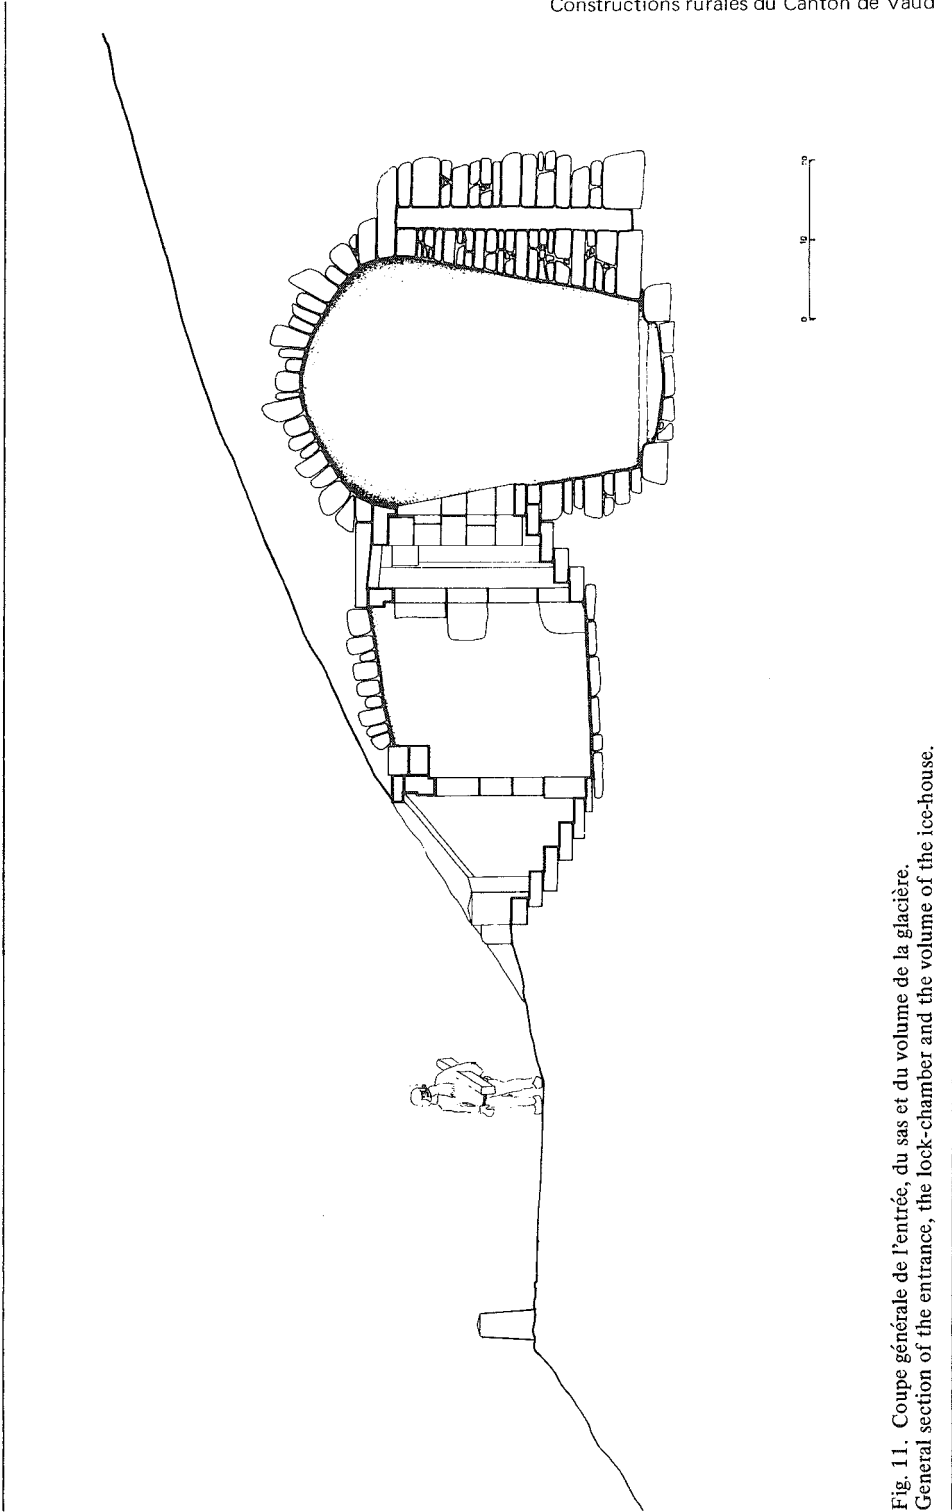 Constructions rurales du Canton de Vaud
0
10
20
Fig. 11. Coupe générale de l'entrée, du sas et du volume de la glacière.
General section of the entrance, the lock-chamber and the volume of the ice-house.